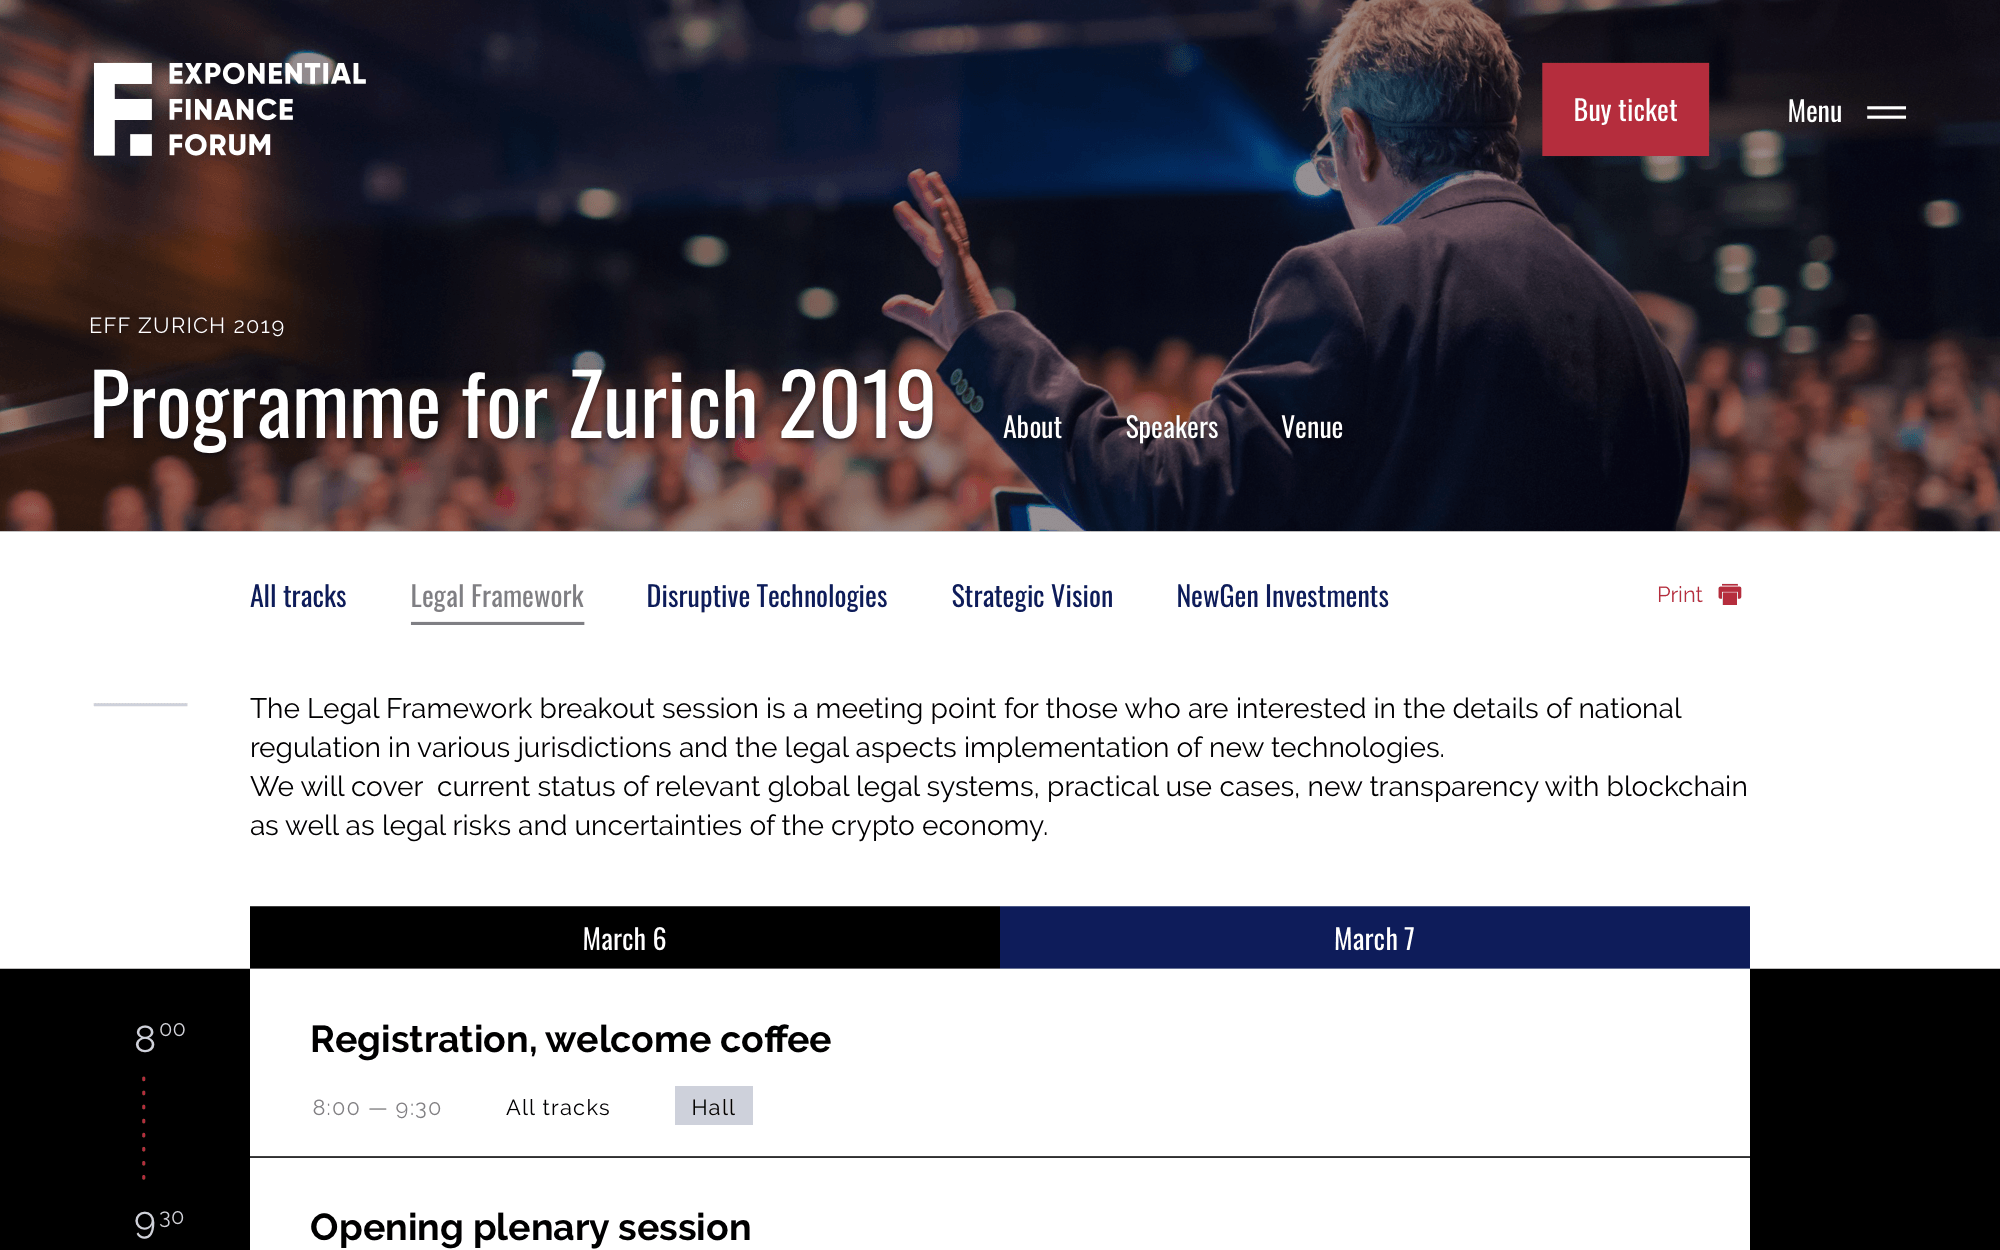 EXPONENTIAL
FINANCE
FORUM
Buy ticket
Menu
EFF ZURICH 2019
Programme for Zurich 2019
About
Speakers
Venue
All tracks
Legal Framework
Disruptive Technologies
Strategic Vision
NewGen Investments
Print
The Legal Framework breakout session is a meeting point for those who are interested in the details of national
regulation in various jurisdictions and the legal aspects implementation of new technologies.
We will cover  current status of relevant global legal systems, practical use cases, new transparency with blockchain
as well as legal risks and uncertainties of the crypto economy.
March 6
March 7
8 00
Registration, welcome coffee
8:00 — 9:30
All tracks
Hall
9 30
Opening plenary session